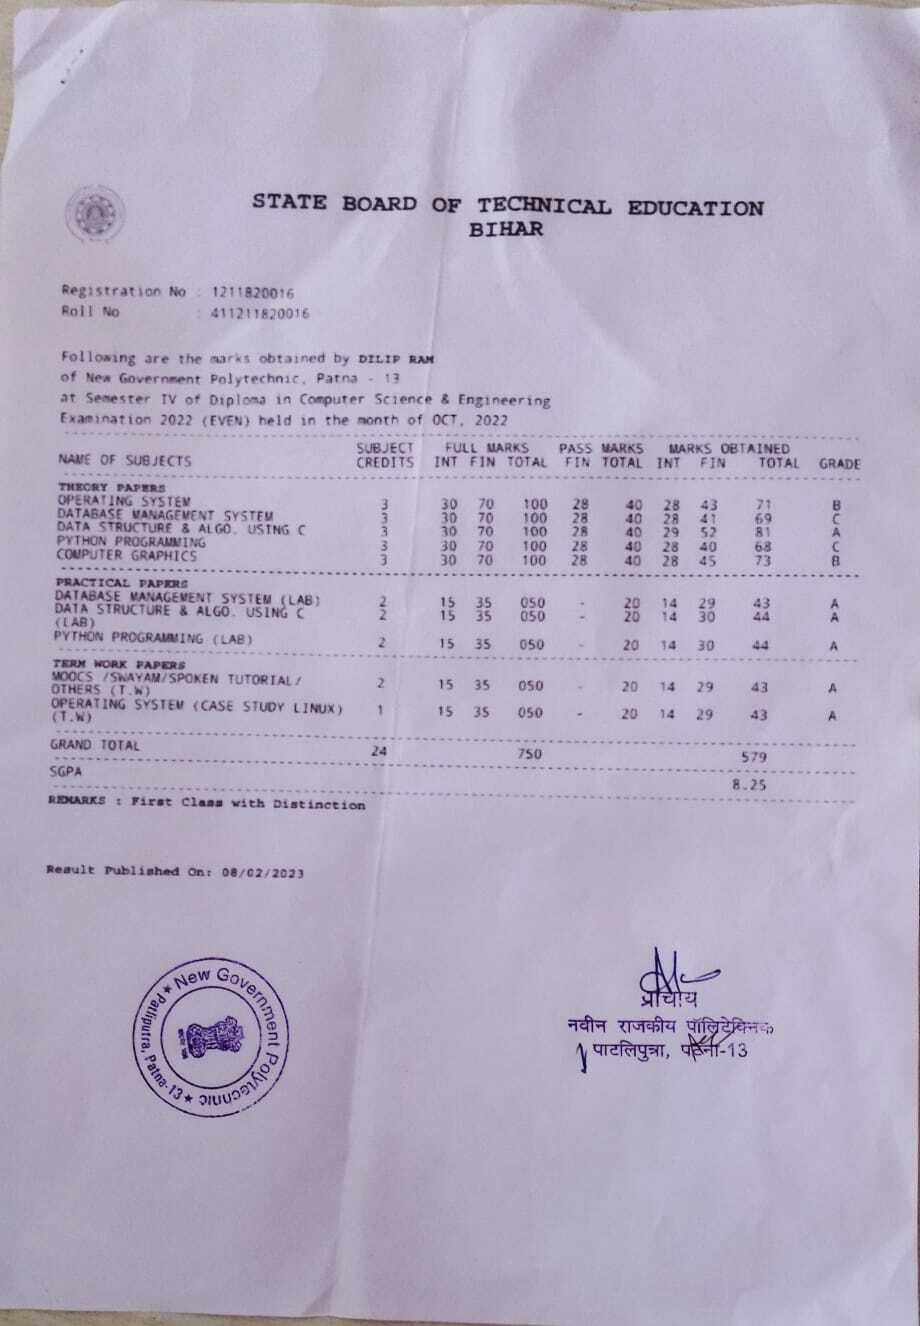 STATE BOARD OF TECHNICAL EDUCATION
BIHAR
Registration No : 1211820016
Roll No : 411211820016
Following are the marks obtained by DILIP RAM
of New Government Polytechnic, Patna - 13
at Semester IV of Diploma in Computer Science & Engineering
Examination 2022 (EVEN) held in the month of OCT, 2022
SUBJECT FULL MARKS PASS MARKS MARKS OBTAINED
NAME OF SUBJECTS CREDITS INT FIN TOTAL FIN TOTAL INT FIN TOTAL GRADE
THEORY PAPERS
OPERATING SYSTEM 3 30 70 100 28 40 28 43 71 B
DATABASE MANAGEMENT SYSTEM 3 30 70 100 28 40 28 41 69 C
DATA STRUCTURE & ALGO. USING C 3 30 70 100 28 40 29 52 81 A
PYTHON PROGRAMMING 3 30 70 100 28 40 28 40 68 C
COMPUTER GRAPHICS 3 30 70 100 28 40 28 45 73 B
PRACTICAL PAPERS
DATABASE MANAGEMENT SYSTEM (LAB) 2 15 35 050 - 20 14 29 43 A
DATA STRUCTURE & ALGO. USING C 2 15 35 050 - 20 14 30 44 A
(LAB)
PYTHON PROGRAMMING (LAB) 2 15 35 050 - 20 14 30 44 A
TERM WORK PAPERS
MOOCS /SWAYAM/SPOKEN TUTORIAL/ 2 15 35 050 - 20 14 29 43 A
OTHERS (T.W)
OPERATING SYSTEM (CASE STUDY LINUX) 1 15 35 050 - 20 14 29 43 A
(T.W)
GRAND TOTAL 24 750 579
SGPA 8.25
REMARKS : First Class with Distinction
Result Published On: 08/02/2023
New Government Polytechnic
Patliputra, Patna-13
प्राचार्य
नवीन राजकीय पॉलिटेक्निक
पाटलिपुत्रा, पटना-13